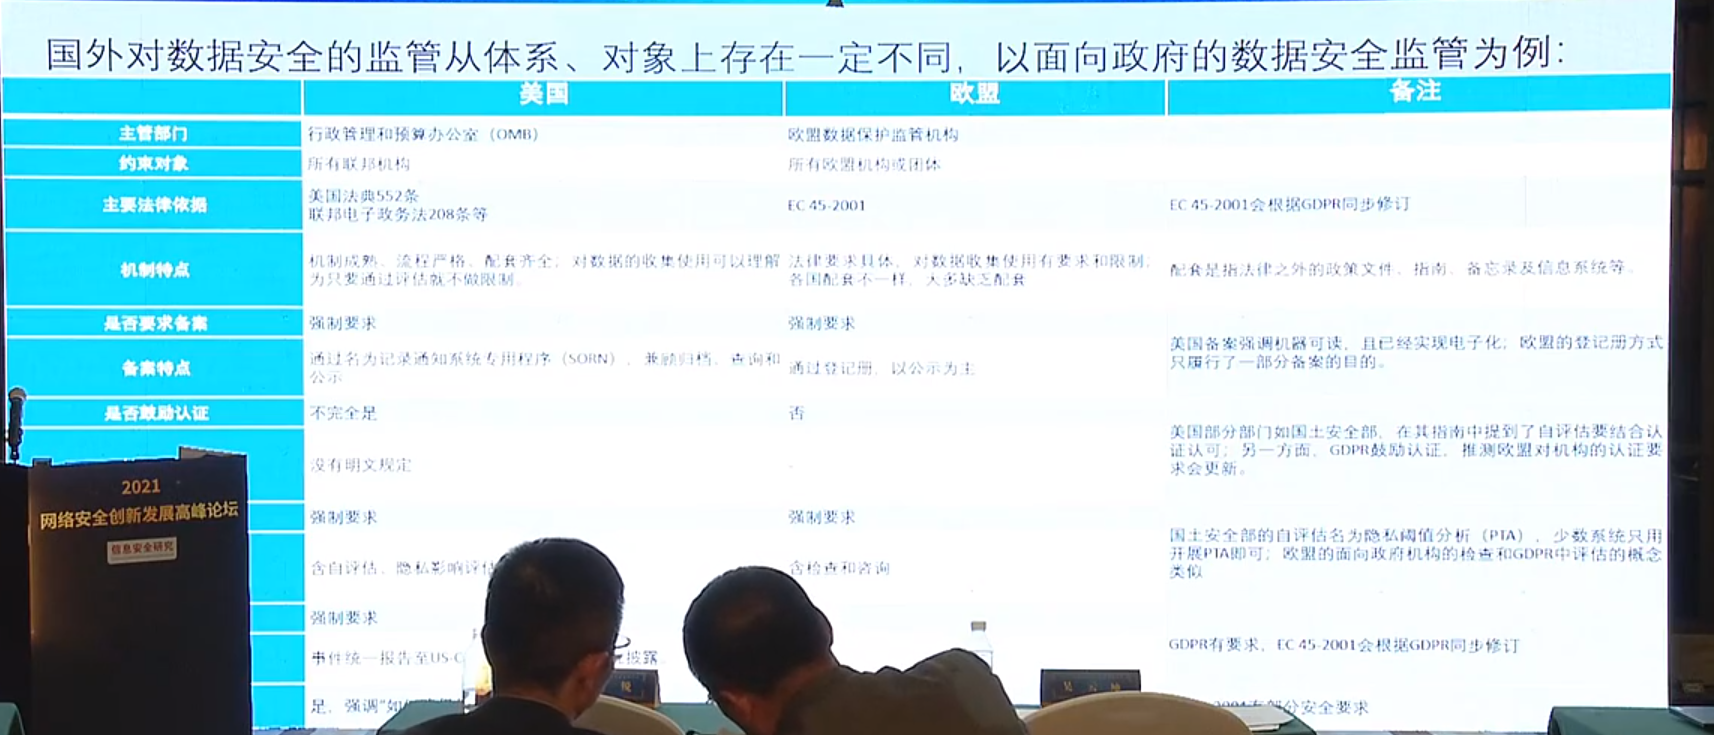 国外对数据安全的监管从体系、对象上存在一定不同，以面向政府的数据安全监管为例：
美国 欧盟 备注
主管部门 行政管理和预算办公室（OMB） 欧盟数据保护监管机构
约束对象 所有联邦机构 所有欧盟机构或团体
主要法律依据
美国法典552条
联邦电子政务法208条等
EC 45-2001
EC 45-2001会根据GDPR同步修订
机制特点
机制成熟、流程严格、配套齐全；对数据的收集使用可以理解
为只要通过评估就不做限制。
法律要求具体，对数据收集使用有要求和限制；
各国配套不一样，大多缺乏配套
配套是指法律之外的政策文件、指南、备忘录及信息系统等。
是否要求备案 强制要求 强制要求
备案特点
通过名为记录通知系统专用程序（SORN），兼顾归档、查询和
公示
通过登记册，以公示为主
美国备案强调机器可读，且已经实现电子化；欧盟的登记册方式
只履行了一部分备案的目的。
是否鼓励认证 不完全是 否
没有明文规定
-
美国部分部门如国土安全部，在其指南中提到了自评估要结合认
证认可；另一方面，GDPR鼓励认证，推测欧盟对机构的认证要
求会更新。
强制要求 强制要求
含自评估、隐私影响评估
含检查和咨询
国土安全部的自评估名为隐私阈值分析（PTA），少数系统只用
开展PTA即可；欧盟的面向政府机构的检查和GDPR中评估的概念
类似
强制要求
事件统一报告至US-C
披露
GDPR有要求，EC 45-2001会根据GDPR同步修订
是，强调"如
2001有部分安全要求
2021
网络安全创新发展高峰论坛
信息安全研究